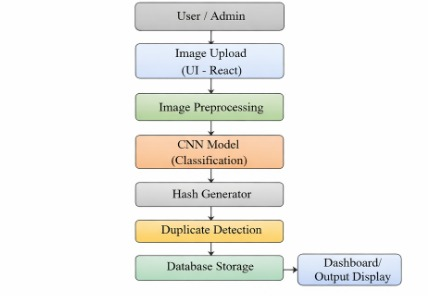 User / Admin
Image Upload
(UI - React)
Image Preprocessing
CNN Model
(Classification)
Hash Generator
Duplicate Detection
Database Storage
Dashboard/
Output Display